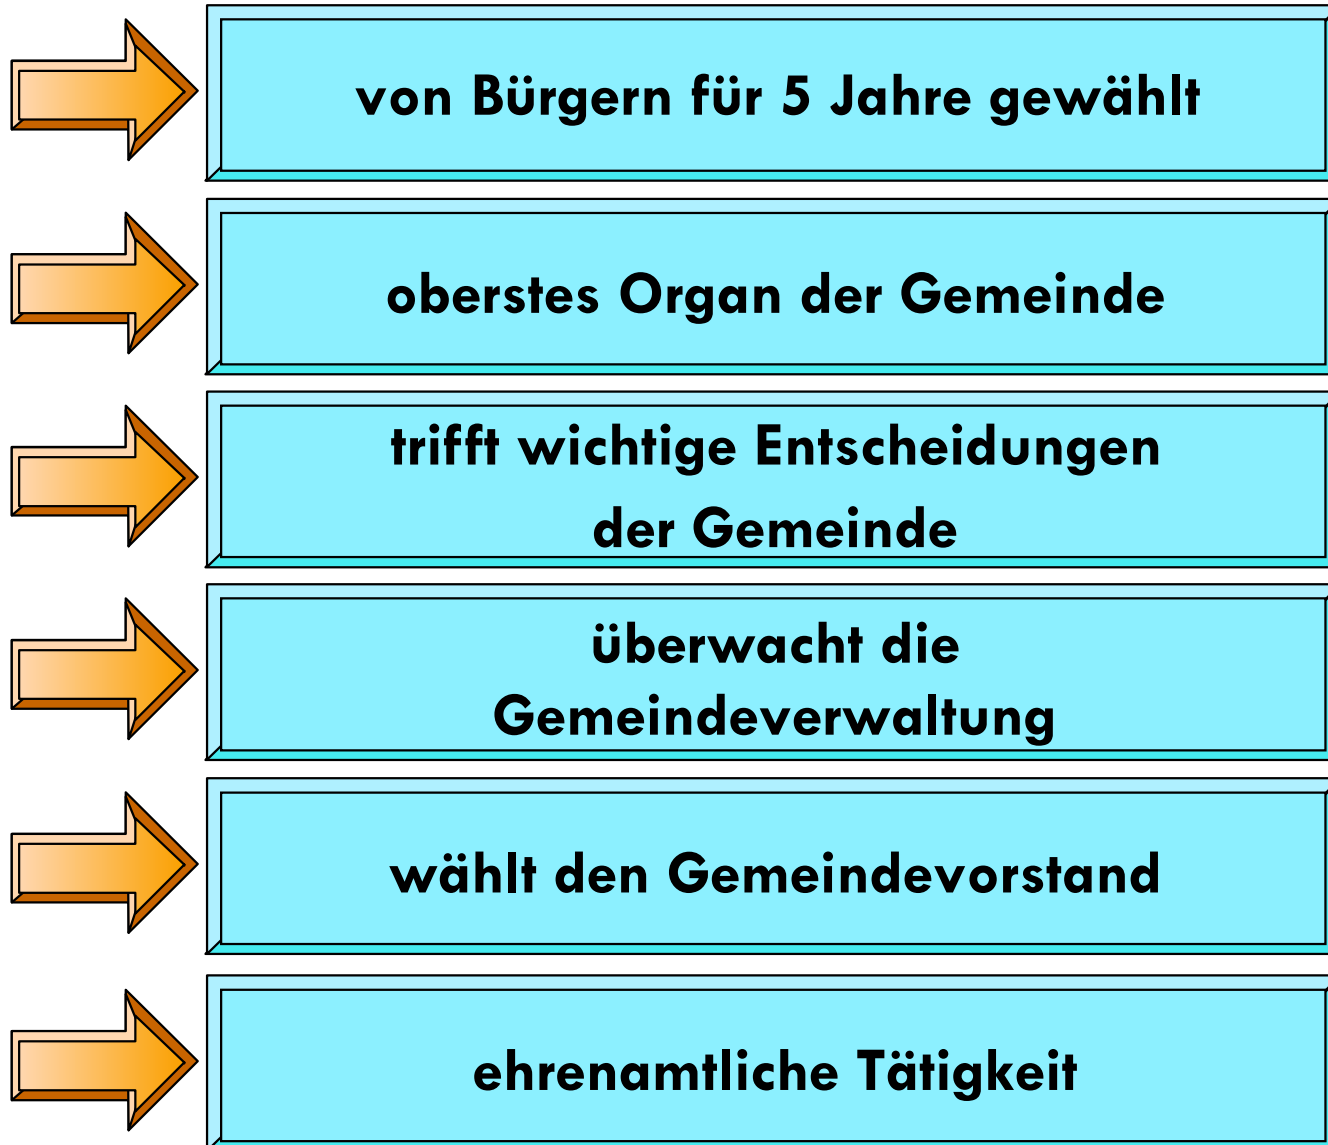 von Bürgern für 5 Jahre gewählt
oberstes Organ der Gemeinde
trifft wichtige Entscheidungen
der Gemeinde
überwacht die
Gemeindeverwaltung
wählt den Gemeindevorstand
ehrenamtliche Tätigkeit